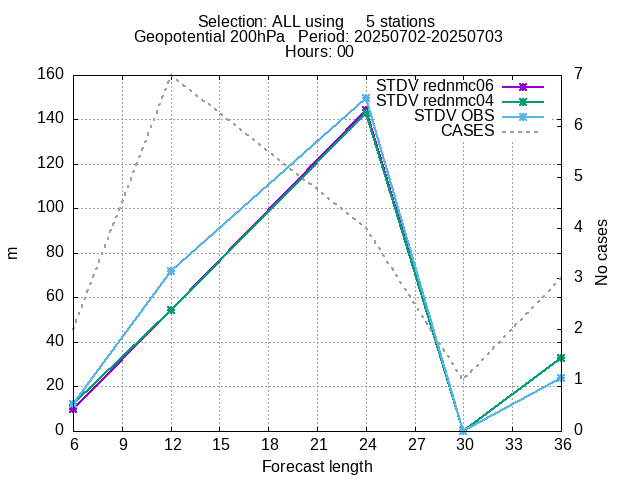 Selection: ALL using     5 stations
Geopotential 200hPa   Period: 20250702-20250703
Hours: 00
STDV rednmc06
STDV rednmc04
STDV OBS
CASES
160
140
120
100
80
60
40
20
0
m
7
6
5
4
3
2
1
0
No cases
6 9 12 15 18 21 24 27 30 33 36
Forecast length